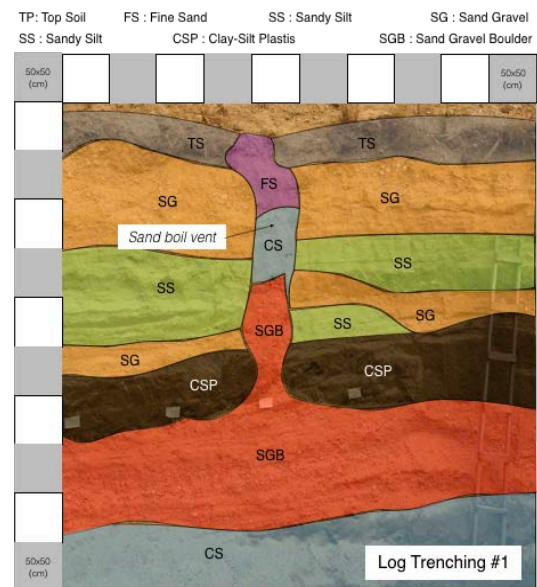 TP: Top Soil FS : Fine Sand SS : Sandy Silt SG : Sand Gravel
SS : Sandy Silt CSP : Clay-Silt Plastis SGB : Sand Gravel Boulder
50x50
(cm)
50x50
(cm)
TS
TS
FS
SG
SG
Sand boil vent
CS
SS
SS
SG
SGB
SS
SG
CSP
CSP
SGB
CS
50x50
(cm)
Log Trenching #1